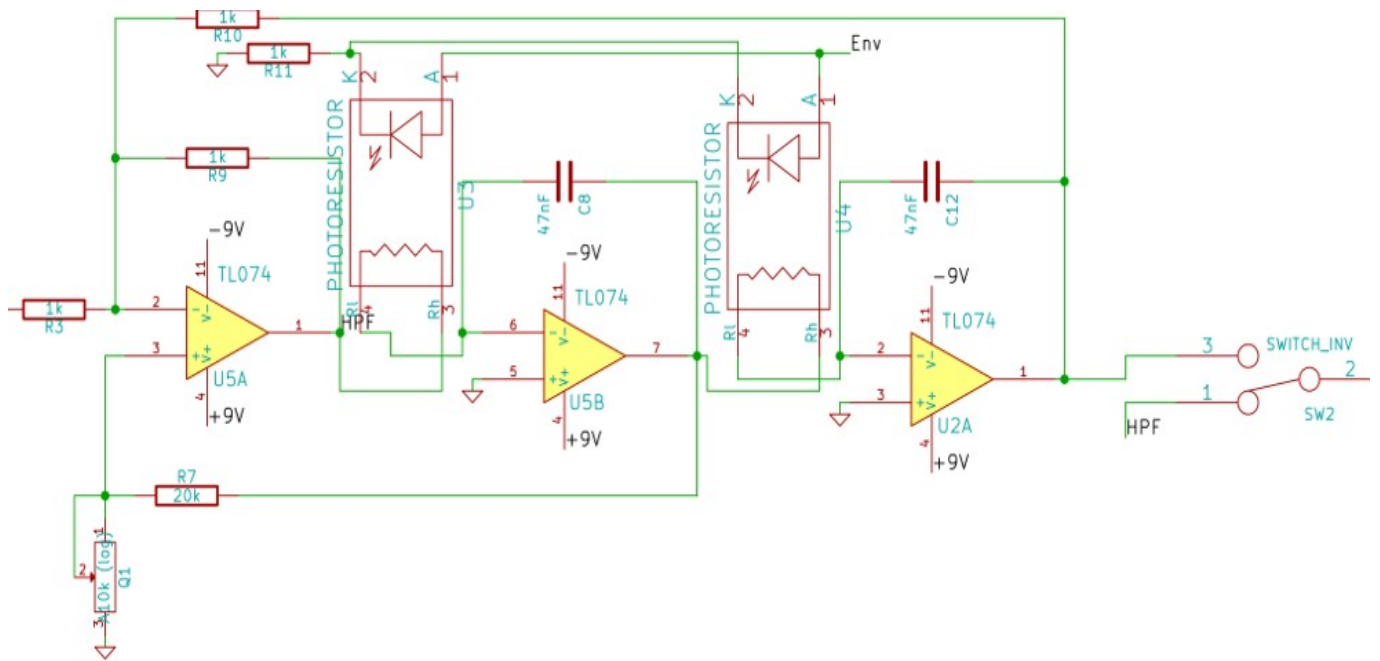 1k
R10
1k
R11
Env
K
2
A
1
K
2
A
1
PHOTORESISTOR
U3
PHOTORESISTOR
U4
1k
R9
47nF
C8
47nF
C12
-9V
11
TL074
-9V
11
TL074
-9V
11
TL074
1k
R3
2
-
V-
3
+
V+
1
HPF
U5A
4
+9V
Rl
4
Rh
3
6
-
V-
5
+
V+
7
U5B
4
+9V
Rl
4
Rh
3
2
-
V-
3
+
V+
1
U2A
4
+9V
3
SWITCH_INV
2
1
SW2
HPF
R7
20k
1
2
3
A10k (log)
Q1